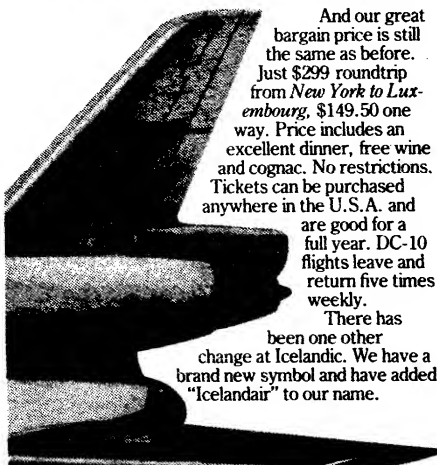 And our great
bargain price is still
the same as before.
Just $299 roundtrip
from New York to Lux-
embourg, $149.50 one
way. Price includes an
excellent dinner, free wine
and cognac. No restrictions.
Tickets can be purchased
anywhere in the U.S.A. and
are good for a
full year. DC-10
flights leave and
return five times
weekly.
There has
been one other
change at Icelandic. We have a
brand new symbol and have added
"Icelandair" to our name.